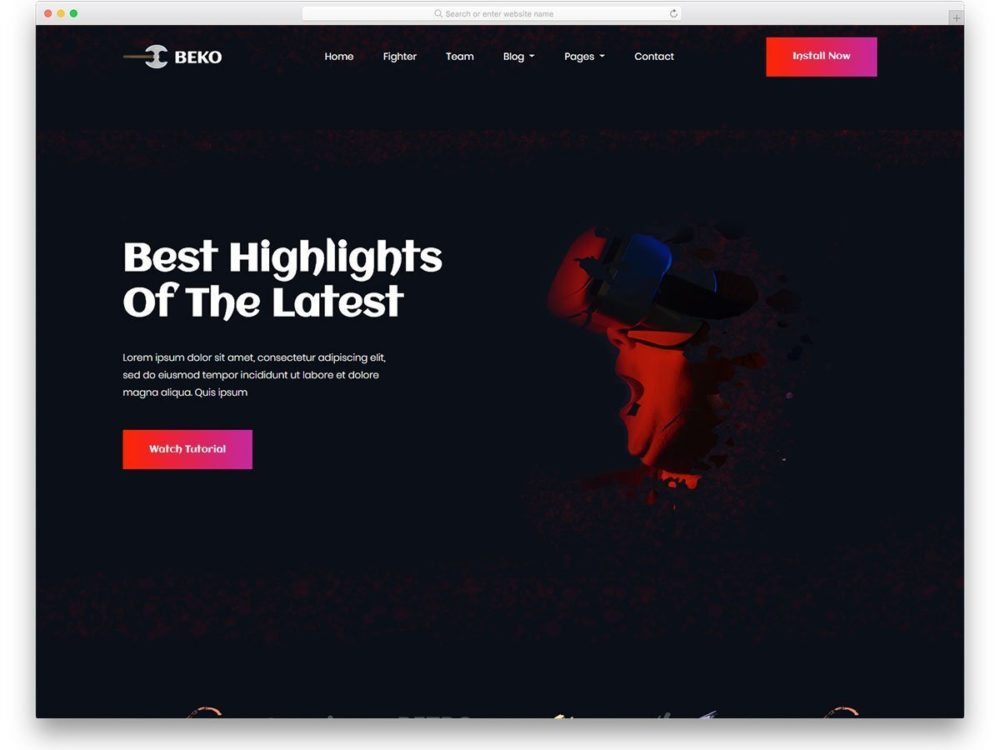 Search or enter website name
BEKO
Home Fighter Team Blog Pages Contact
Install Now
Best Highlights
Of The Latest
Lorem ipsum dolor sit amet, consectetur adipiscing elit,
sed do eiusmod tempor incididunt ut labore et dolore
magna aliqua. Quis ipsum
Watch Tutorial